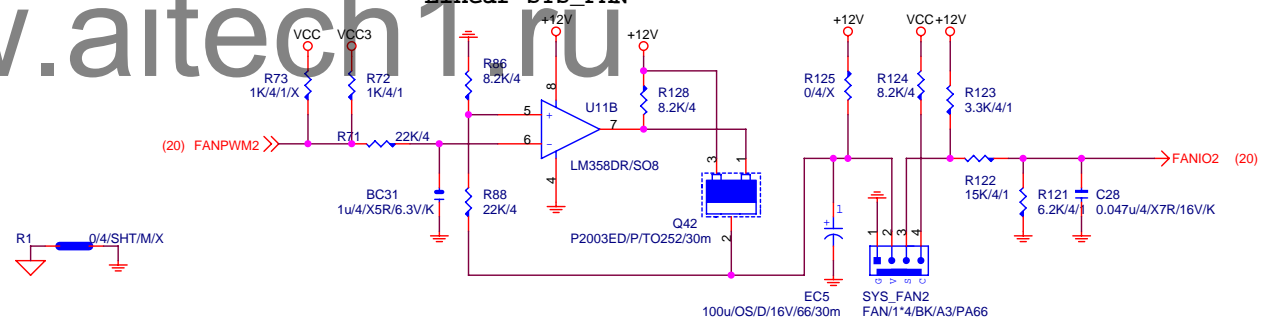 Linear SYS_FAN
w.aitech1.ru
VCC
VCC3
+12V
+12V
+12V
VCC
+12V
R73
1K/4/1/X
R72
1K/4/1
R86
8.2K/4
8
R128
8.2K/4
R125
0/4/X
R124
8.2K/4
R123
3.3K/4/1
U11B
5
+
7
6
−
LM358DR/SO8
4
(20) FANPWM2
R71
22K/4
3
1
FANIO2 (20)
BC31
1u/4/X5R/6.3V/K
R88
22K/4
Q42
P2003ED/P/TO252/30m
2
R122
15K/4/1
R121
6.2K/4/1
C28
0.047u/4/X7R/16V/K
R1
0/4/SHT/M/X
+
1
EC5
100u/OS/D/16V/66/30m
1
2
3
4
G
V
S
C
SYS_FAN2
FAN/1*4/BK/A3/PA66